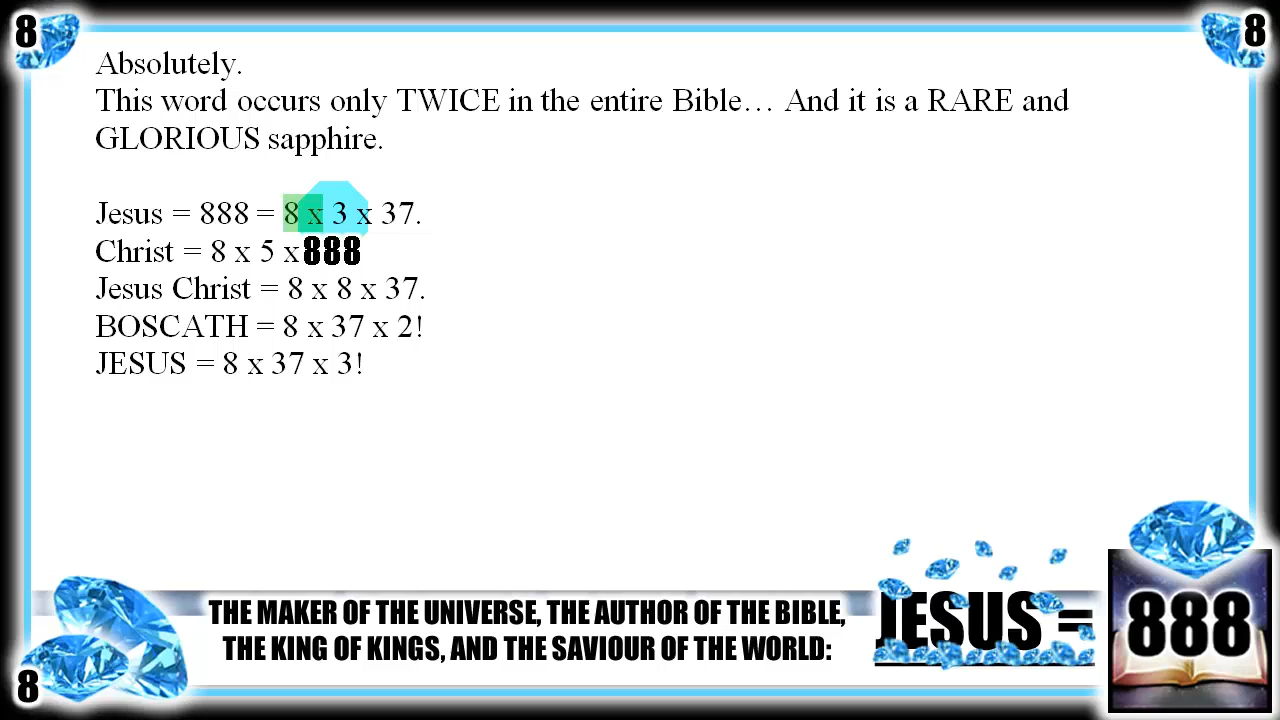 8
8
Absolutely.
This word occurs only TWICE in the entire Bible… And it is a RARE and
GLORIOUS sapphire.
Jesus = 888 = 8 x 3 x 37.
Christ = 8 x 5 x 888
Jesus Christ = 8 x 8 x 37.
BOSCATH = 8 x 37 x 2!
JESUS = 8 x 37 x 3!
THE MAKER OF THE UNIVERSE, THE AUTHOR OF THE BIBLE,
THE KING OF KINGS, AND THE SAVIOUR OF THE WORLD:
JESUS = 888
8